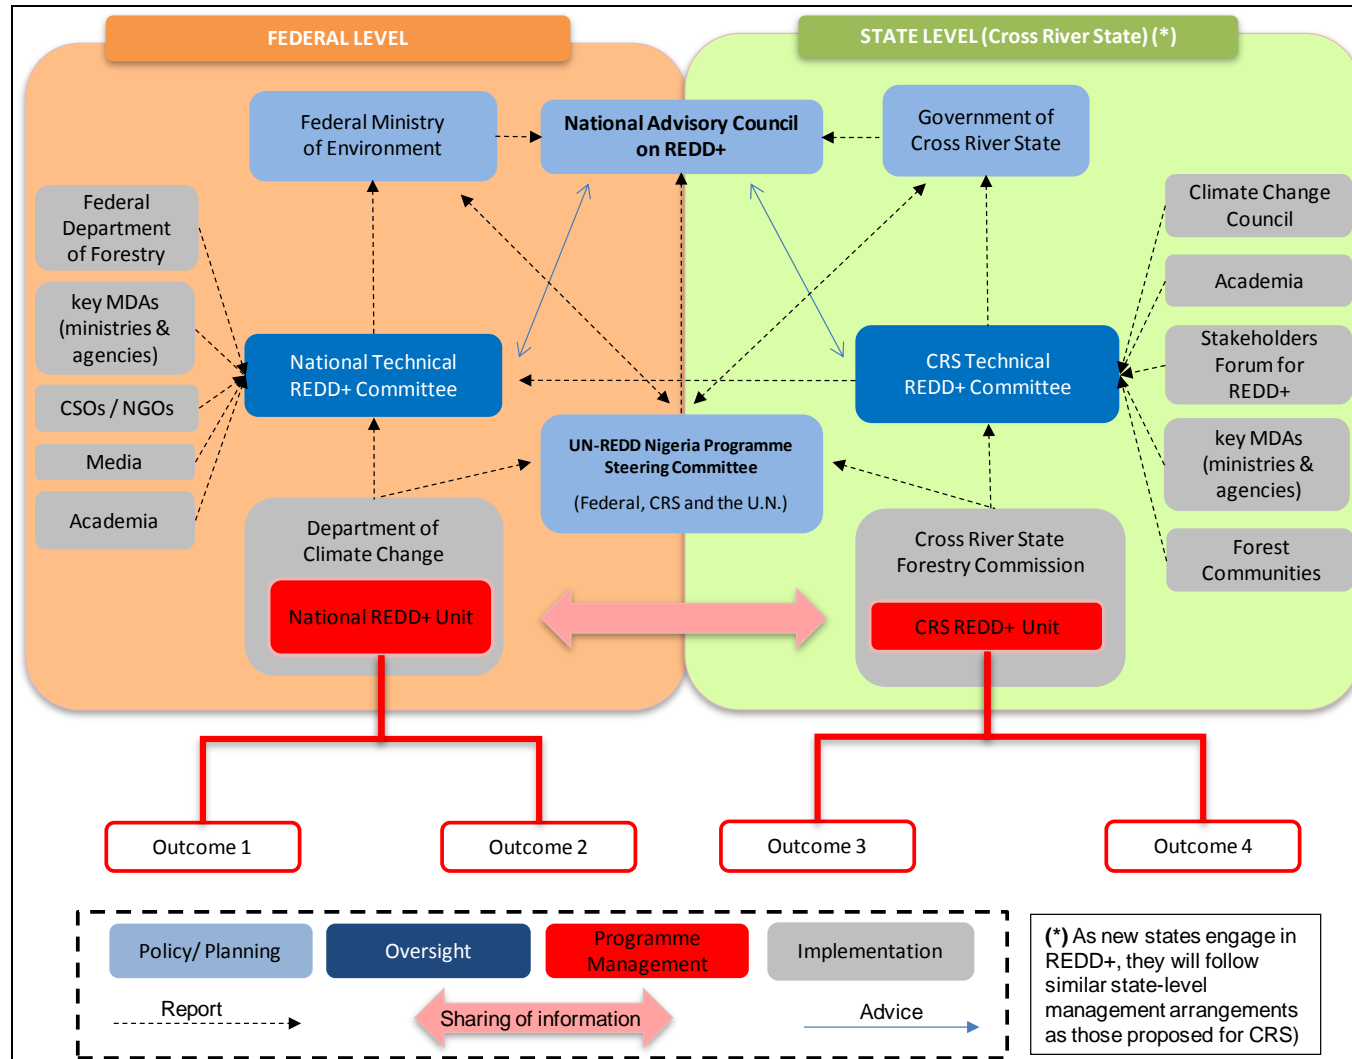 FEDERAL LEVEL
STATE LEVEL (Cross River State) (*)
Federal Ministry
of Environment
National Advisory Council
on REDD+
Government of
Cross River State
Federal
Department
of Forestry
key MDAs
(ministries &
agencies)
CSOs / NGOs
Media
Academia
National Technical
REDD+ Committee
CRS Technical
REDD+ Committee
Climate Change
Council
Academia
Stakeholders
Forum for
REDD+
key MDAs
(ministries &
agencies)
Forest
Communities
UN-REDD Nigeria Programme
Steering Committee
(Federal, CRS and the U.N.)
Department of
Climate Change
National REDD+ Unit
Cross River State
Forestry Commission
CRS REDD+ Unit
Outcome 1
Outcome 2
Outcome 3
Outcome 4
Policy/ Planning
Oversight
Programme
Management
Implementation
Report
Sharing of information
Advice
(*) As new states engage in
REDD+, they will follow
similar state-level
management arrangements
as those proposed for CRS)